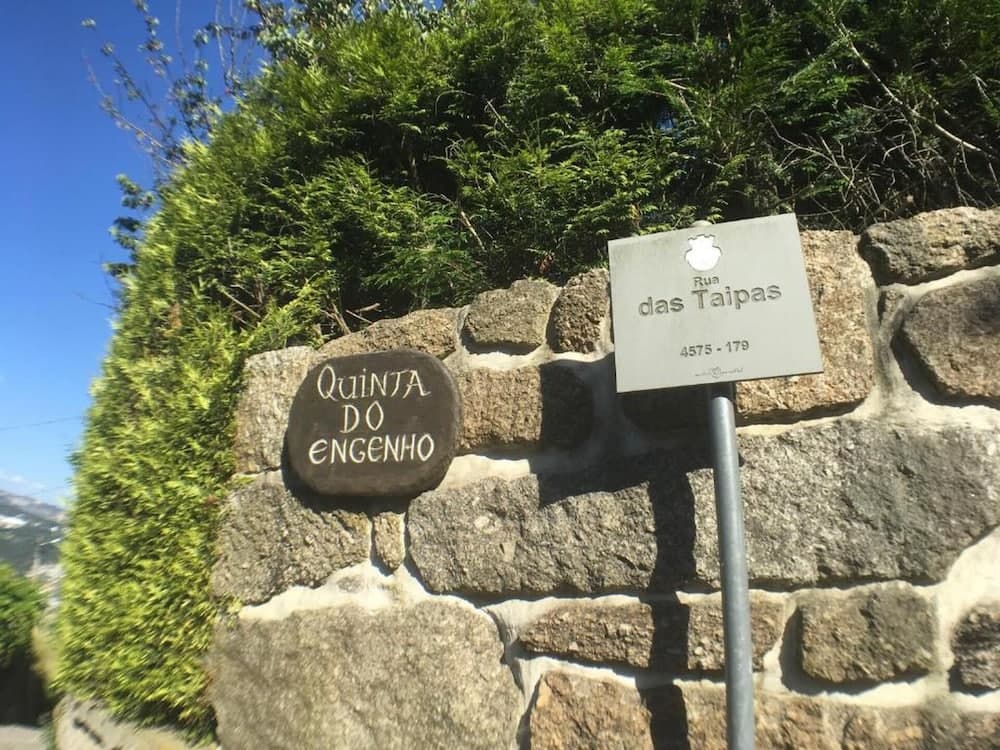 QUINTA
DO
ENGENHO
Rua
das Taipas
4575 - 179